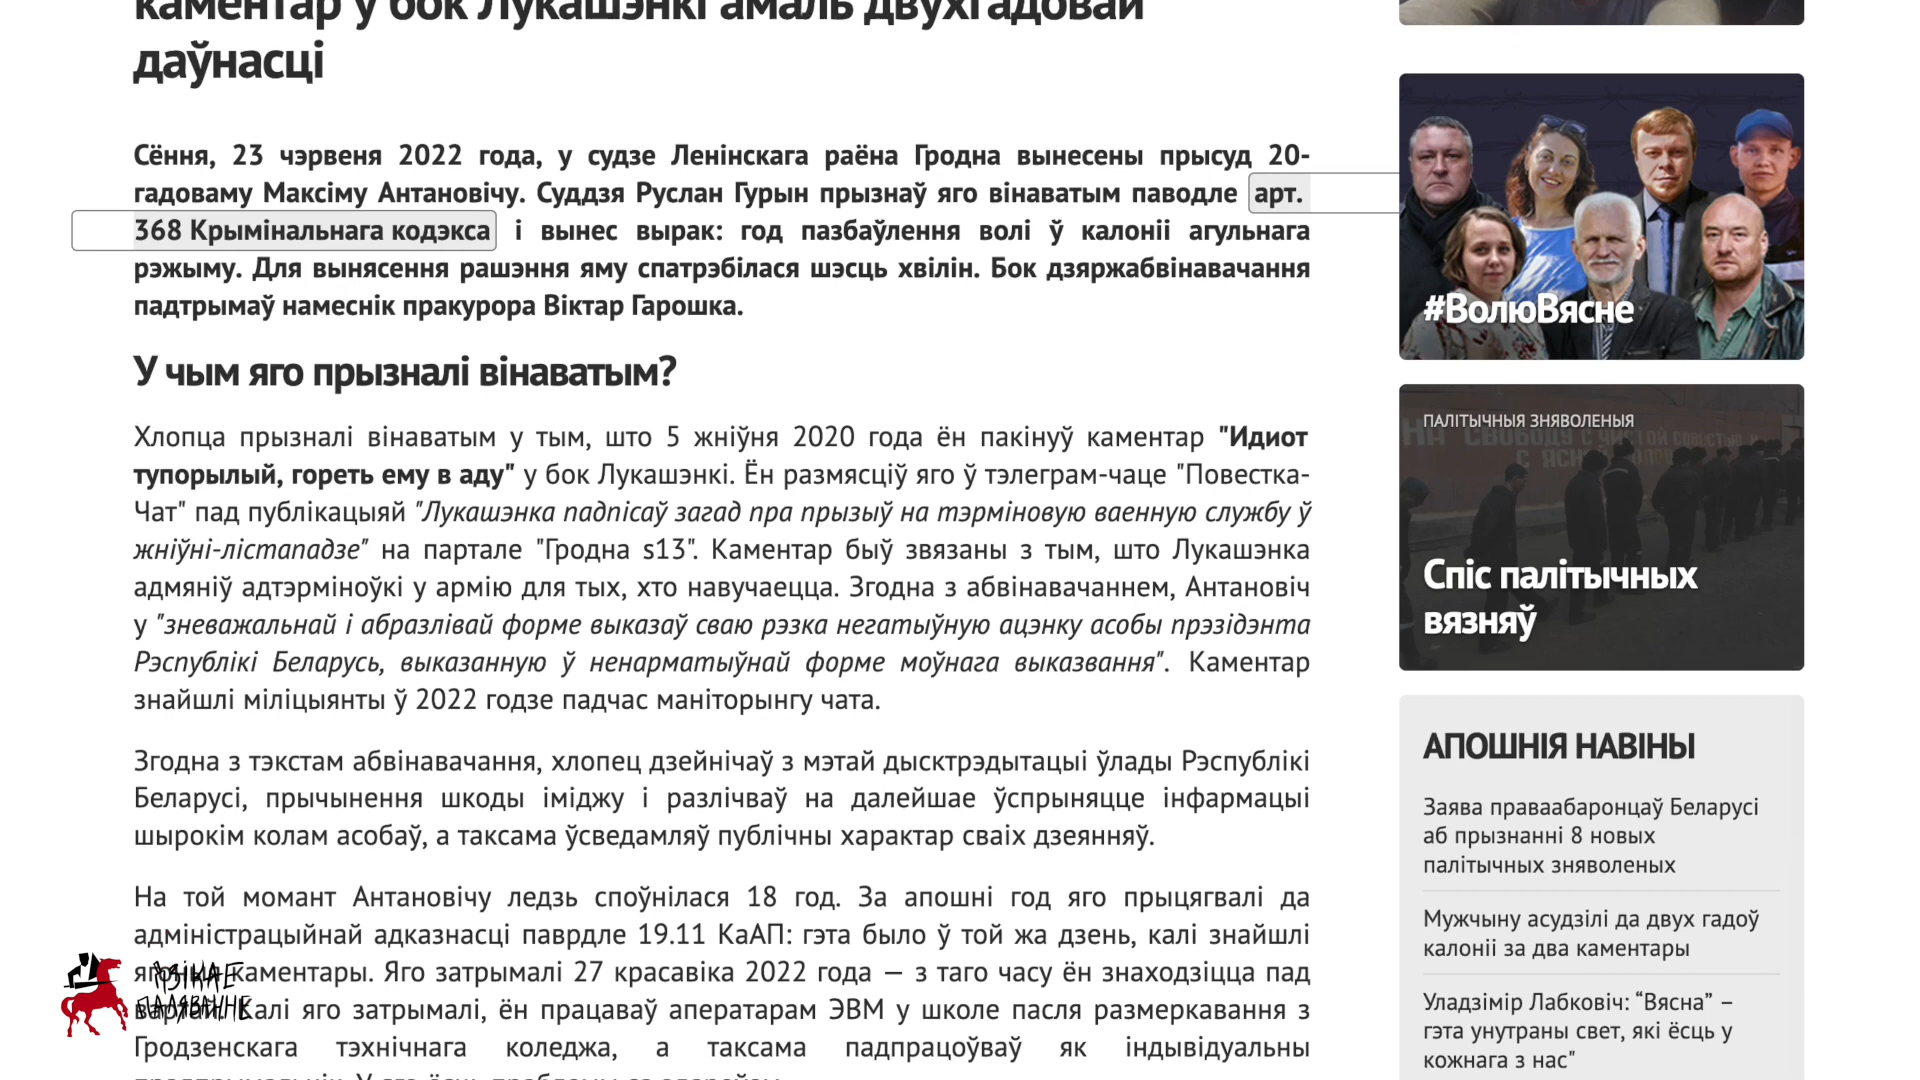 каментар у бок Лукашэнкі амаль двухгадовай
даўнасці
Сёння, 23 чэрвеня 2022 года, у судзе Ленінскага раёна Гродна вынесены прысуд 20-
гадоваму Максіму Антановічу. Суддзя Руслан Гурын прызнаў яго вінаватым паводле арт.
368 Крымінальнага кодэкса і вынес вырак: год пазбаўлення волі ў калоніі агульнага
рэжыму. Для вынясення рашэння яму спатрэбілася шэсць хвілін. Бок дзяржабвінавачання
падтрымаў намеснік пракурора Віктар Гарошка.
У чым яго прызналі вінаватым?
Хлопца прызналі вінаватым у тым, што 5 жніўня 2020 года ён пакінуў каментар "Идиот
тупорылый, гореть ему в аду" у бок Лукашэнкі. Ён размясціў яго ў тэлеграм-чаце "Повестка-
Чат" пад публікацыяй "Лукашэнка падпісаў загад пра прызыў на тэрміновую ваенную службу ў
жніўні-лістападзе" на партале "Гродна s13". Каментар быў звязаны з тым, што Лукашэнка
адмяніў адтэрміноўкі у армію для тых, хто навучаецца. Згодна з абвінавачаннем, Антановіч
у "зневажальнай і абразлівай форме выказаў сваю рэзка негатыўную ацэнку асобы прэзідэнта
Рэспублікі Беларусь, выказанную ў ненарматыўнай форме моўнага выказвання". Каментар
знайшлі міліцыянты ў 2022 годзе падчас маніторынгу чата.
Згодна з тэкстам абвінавачання, хлопец дзейнічаў з мэтай дысктрэдытацыі ўлады Рэспублікі
Беларусі, прычынення шкоды іміджу і разлічваў на далейшае ўспрыняцце інфармацыі
шырокім колам асобаў, а таксама ўсведамляў публічны характар сваіх дзеянняў.
На той момант Антановічу ледзь споўнілася 18 год. За апошні год яго прыцягвалі да
адміністрацыйнай адказнасці паврдле 19.11 КаАП: гэта было ў той жа дзень, калі знайшлі
каментары. Яго затрымалі 27 красавіка 2022 года — з таго часу ён знаходзіцца пад
Калі яго затрымалі, ён працаваў аператарам ЭВМ у школе пасля размеркавання з
Гродзенскага тэхнічнага коледжа, а таксама падпрацоўваў як індывідуальны
ДЗІКАЕ
ПАЛЯВАННЕ
#ВолюВясне
ПАЛІТЫЧНЫЯ ЗНЯВОЛЕНЫЯ
НА СВОБОДУ С ЧИСТОЙ СОВЕСТЬЮ
Спіс палітычных
вязняў
АПОШНІЯ НАВІНЫ
Заява праваабаронцаў Беларусі
аб прызнанні 8 новых
палітычных зняволеных
Мужчыну асудзілі да двух гадоў
калоніі за два каментары
Уладзімір Лабковіч: “Вясна” –
гэта унутраны свет, які ёсць у
кожнага з нас"